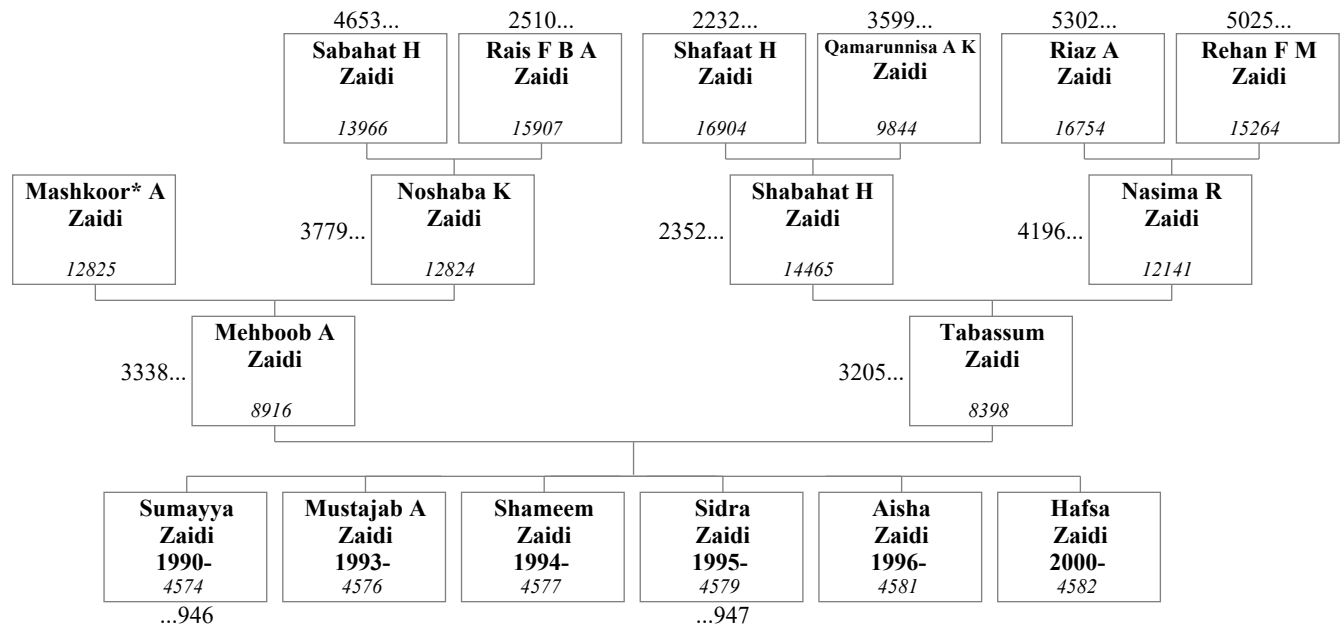 4653...
2510...
2232...
3599...
5302...
5025...
Sabahat H
Zaidi
13966
Rais F B A
Zaidi
15907
Shafaat H
Zaidi
16904
Qamarunnisa A K
Zaidi
9844
Riaz A
Zaidi
16754
Rehan F M
Zaidi
15264
Mashkoor* A
Zaidi
12825
3779...
Noshaba K
Zaidi
12824
2352...
Shabahat H
Zaidi
14465
4196...
Nasima R
Zaidi
12141
3338...
Mehboob A
Zaidi
8916
3205...
Tabassum
Zaidi
8398
Sumayya
Zaidi
1990-
4574
...946
Mustajab A
Zaidi
1993-
4576
Shameem
Zaidi
1994-
4577
Sidra
Zaidi
1995-
4579
...947
Aisha
Zaidi
1996-
4581
Hafsa
Zaidi
2000-
4582